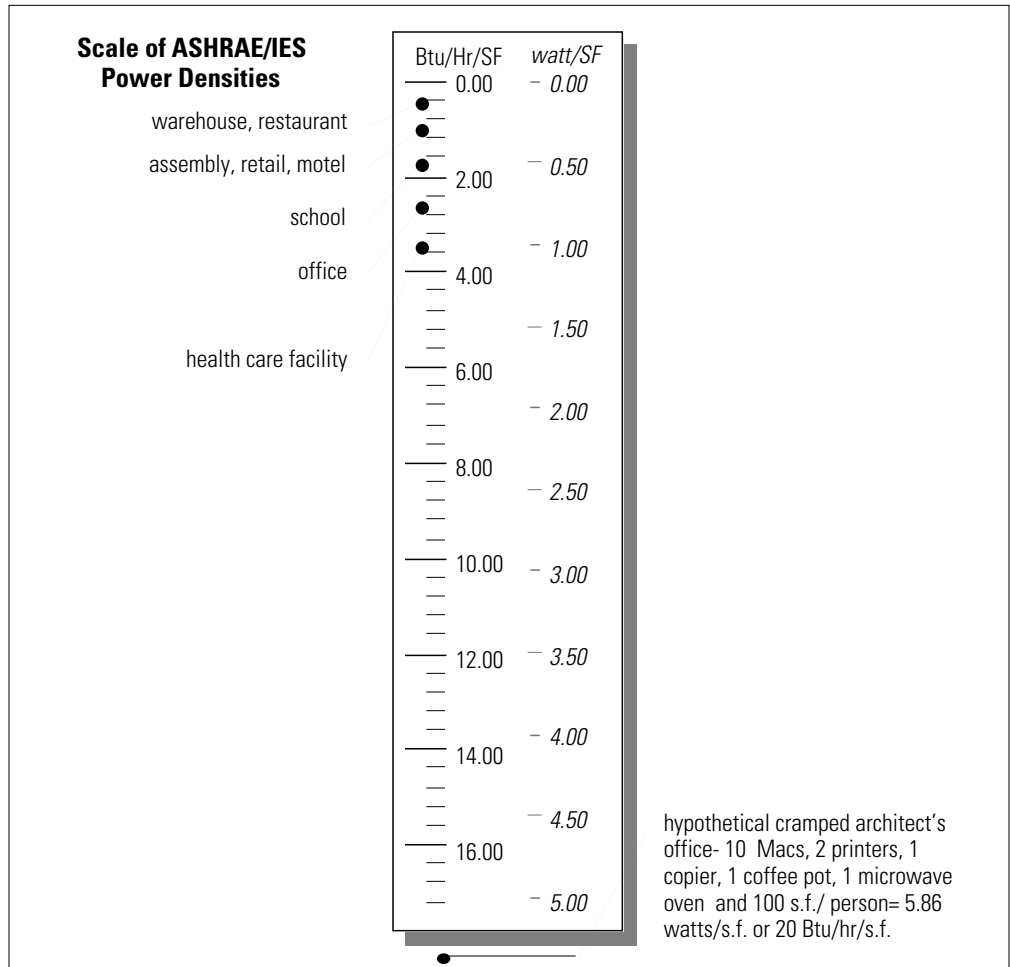 Scale of ASHRAE/IES
Power Densities
Btu/Hr/SF watt/SF
0.00 0.00
warehouse, restaurant
assembly, retail, motel
0.50
2.00
school
1.00
office
4.00
1.50
health care facility
6.00
2.00
8.00
2.50
10.00
3.00
12.00 3.50
4.00
14.00
4.50
16.00
5.00
hypothetical cramped architect's
office- 10 Macs, 2 printers, 1
copier, 1 coffee pot, 1 microwave
oven and 100 s.f./ person= 5.86
watts/s.f. or 20 Btu/hr/s.f.